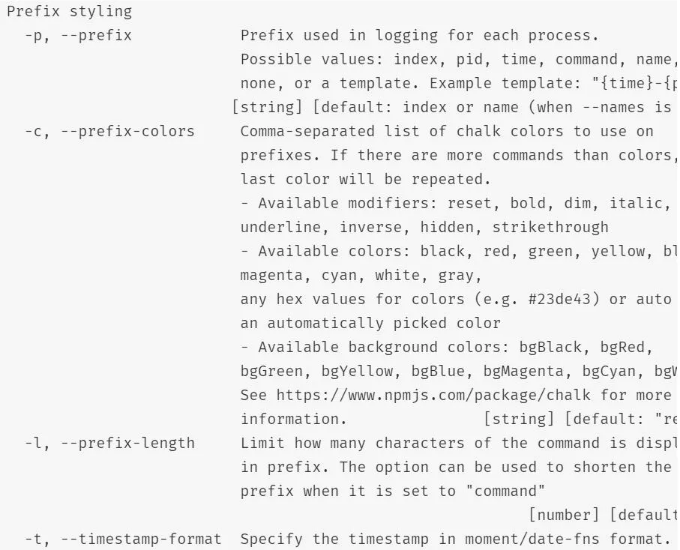 Prefix styling
-p, --prefix Prefix used in logging for each process.
Possible values: index, pid, time, command, name,
none, or a template. Example template: "{time}-{p
[string] [default: index or name (when --names is
-c, --prefix-colors Comma-separated list of chalk colors to use on
prefixes. If there are more commands than colors,
last color will be repeated.
- Available modifiers: reset, bold, dim, italic,
underline, inverse, hidden, strikethrough
- Available colors: black, red, green, yellow, bl
magenta, cyan, white, gray,
any hex values for colors (e.g. #23de43) or auto
an automatically picked color
- Available background colors: bgBlack, bgRed,
bgGreen, bgYellow, bgBlue, bgMagenta, bgCyan, bgW
See https://www.npmjs.com/package/chalk for more
information. [string] [default: "re
-l, --prefix-length Limit how many characters of the command is displ
in prefix. The option can be used to shorten the
prefix when it is set to "command"
[number] [default
-t, --timestamp-format Specify the timestamp in moment/date-fns format.